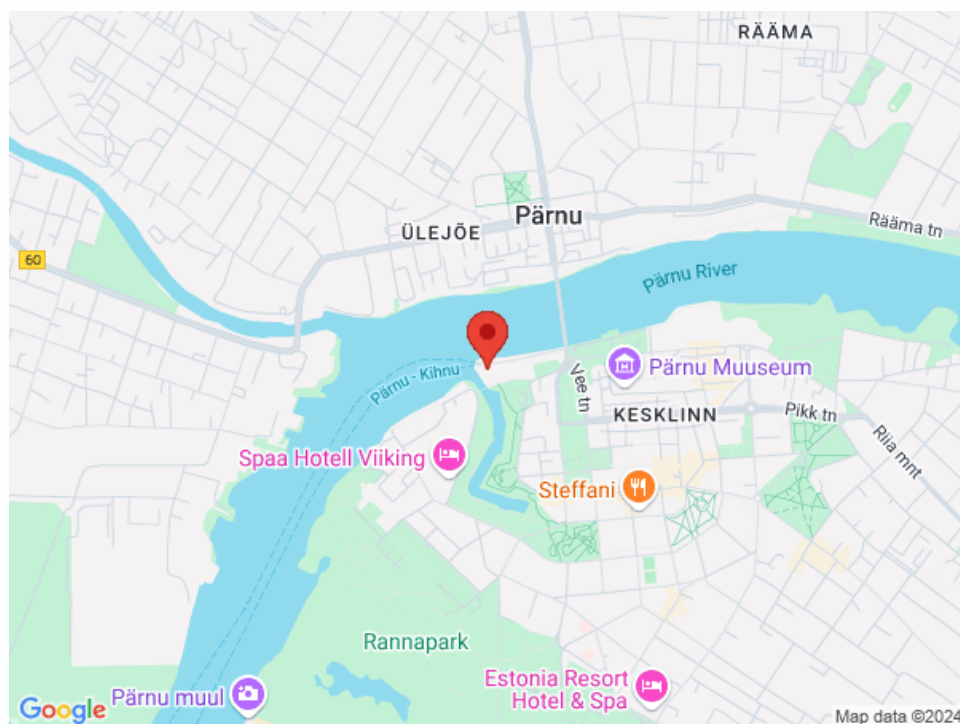 RÄÄMA
Pärnu
ÜLEJÕE
Rääma tn
60
Pärnu River
Pärnu - Kihnu
Vee tn
Pärnu Muuseum
KESKLINN
Pikk tn
Riia mnt
Spaa Hotell Viiking
Steffani
Rannapark
Estonia Resort
Hotel & Spa
Pärnu muul
Google
Map data ©2024